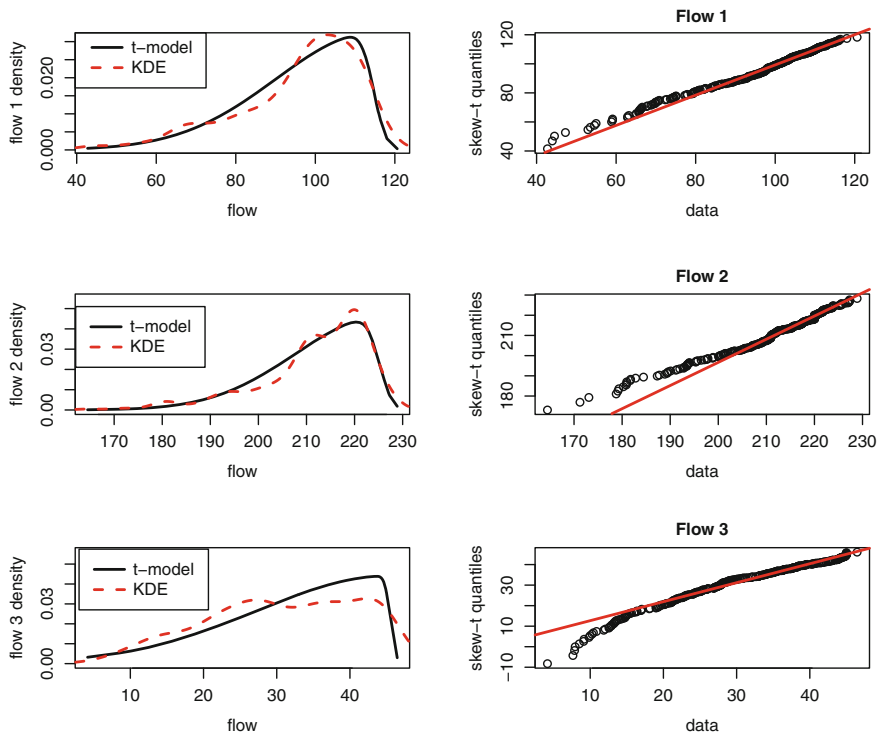 t−model
KDE
flow 1 density
0.000
0.020
40
60
80
100
120
flow
Flow 1
skew−t quantiles
40
80
120
40
60
80
100
120
data
t−model
KDE
flow 2 density
0.00
0.03
170
180
190
200
210
220
230
flow
Flow 2
skew−t quantiles
180
210
170
180
190
200
210
220
230
data
t−model
KDE
flow 3 density
0.00
0.03
10
20
30
40
flow
Flow 3
skew−t quantiles
−10
10
30
10
20
30
40
data